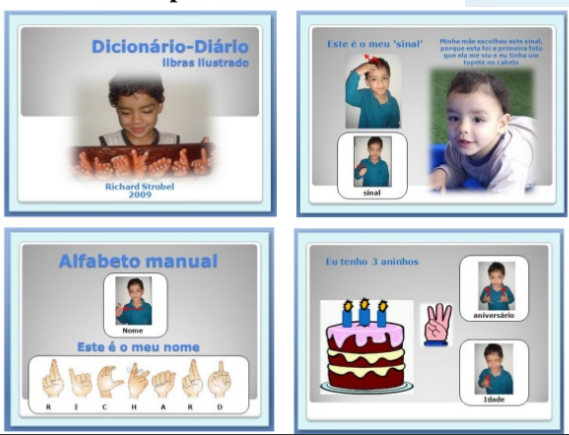 Dicionário-Diário
libras ilustrado
Richard Strobel
2009
Este é o meu 'sinal'
Minha mãe escolheu este sinal,
porque esta foi a primeira foto
que ela me viu e eu tinha um
topete no cabelo
sinal
Alfabeto manual
Nome
Este é o meu nome
R I C H A R D
Eu tenho 3 aninhos
aniversário
Idade